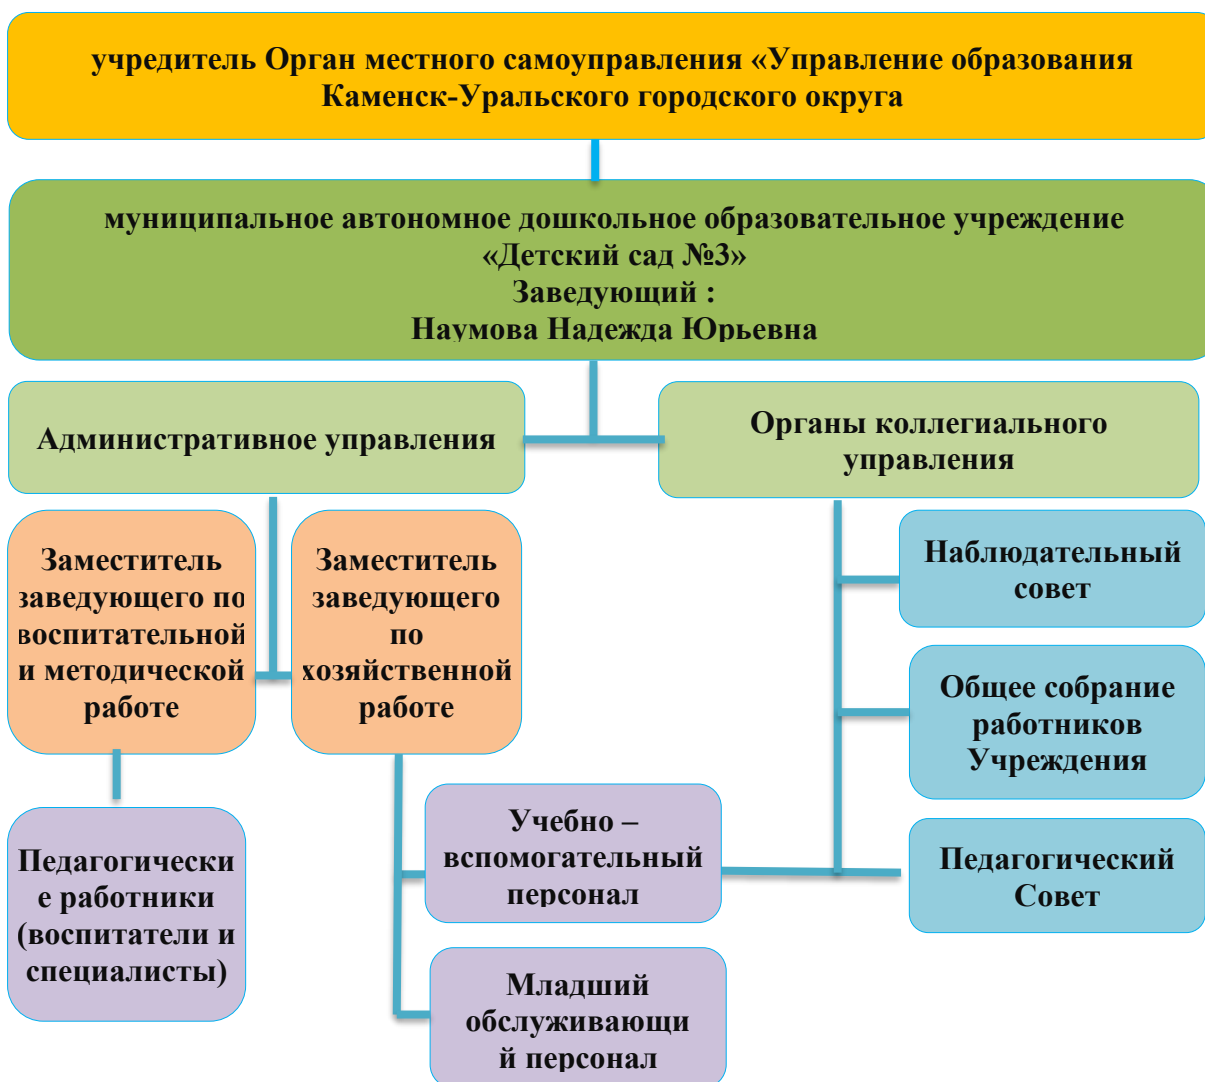 учредитель Орган местного самоуправления «Управление образования
Каменск-Уральского городского округа
муниципальное автономное дошкольное образовательное учреждение
«Детский сад №3»
Заведующий :
Наумова Надежда Юрьевна
Административное управления
Органы коллегиального
управления
Заместитель
заведующего по
воспитательной
и методической
работе
Заместитель
заведующего
по
хозяйственной
работе
Наблюдательный
совет
Общее собрание
работников
Учреждения
Педагогически
е работники
(воспитатели и
специалисты)
Учебно –
вспомогательный
персонал
Педагогический
Совет
Младший
обслуживающи
й персонал